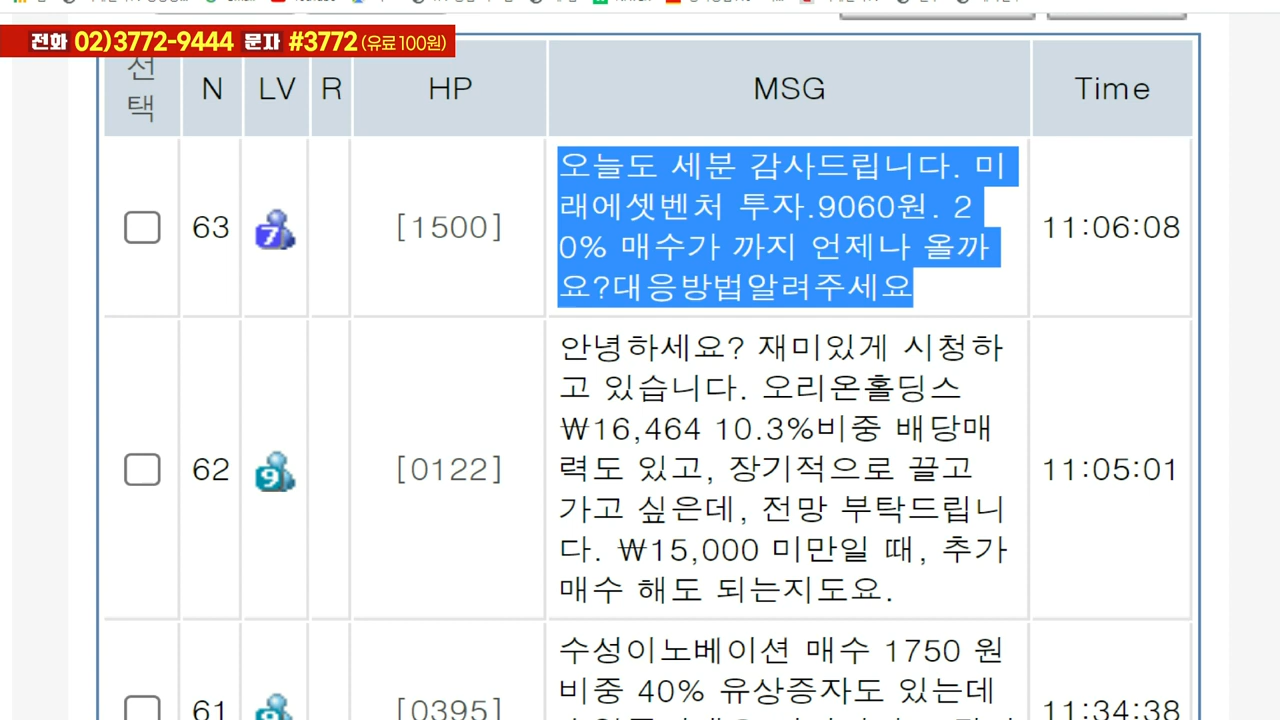 전화 02)3772-9444 문자 #3772 (유료100원)
선택 N LV R HP MSG Time
63 7 [1500] 11:06:08
오늘도 세분 감사드립니다. 미
래에셋벤처 투자.9060원. 2
0% 매수가 까지 언제나 올까
요?대응방법알려주세요
62 9 [0122] 11:05:01
안녕하세요? 재미있게 시청하
고 있습니다. 오리온홀딩스
₩16,464 10.3%비중 배당매
력도 있고, 장기적으로 끌고
가고 싶은데, 전망 부탁드립니
다. ₩15,000 미만일 때, 추가
매수 해도 되는지도요.
61 9 [0395] 11:34:38
수성이노베이션 매수 1750 원
비중 40% 유상증자도 있는데